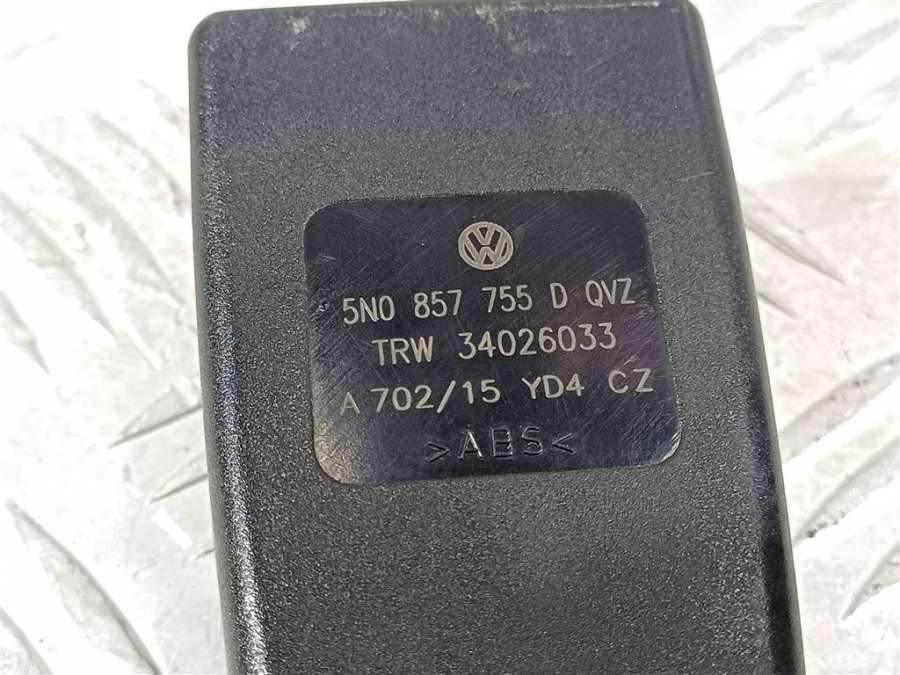 5N0 857 755 D QVZ
TRW 34026033
A 702/15 YD4 CZ
>ABS<